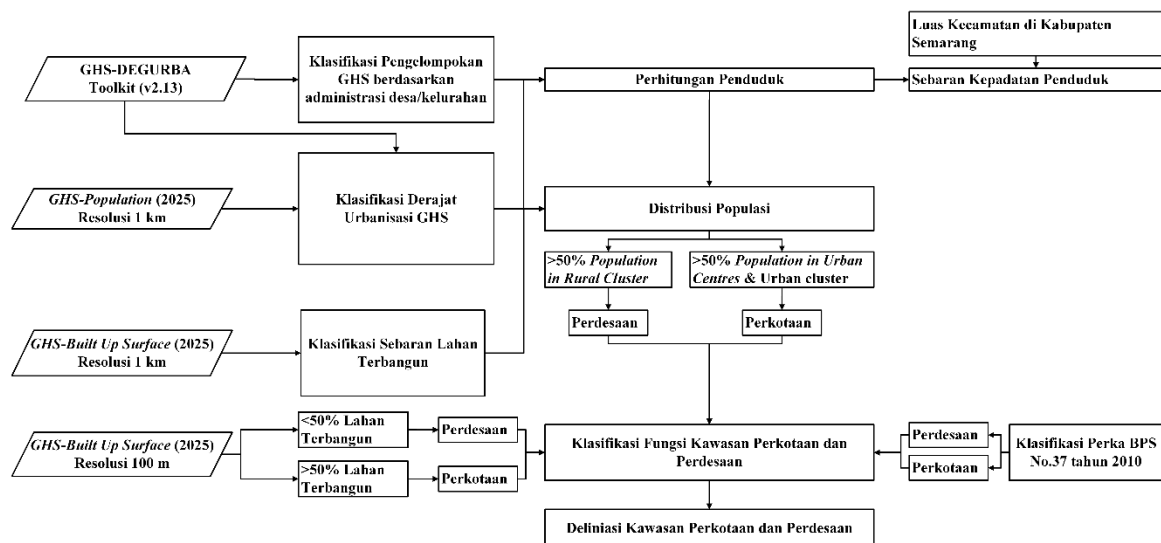 Luas Kecamatan di Kabupaten
Semarang
GHS-DEGURBA
Toolkit (v2.13)
Klasifikasi Pengelompokan
GHS berdasarkan
administrasi desa/kelurahan
Perhitungan Penduduk
Sebaran Kepadatan Penduduk
GHS-Population (2025)
Resolusi 1 km
Klasifikasi Derajat
Urbanisasi GHS
Distribusi Populasi
>50% Population
in Rural Cluster
>50% Population in Urban
Centres & Urban cluster
Perdesaan
Perkotaan
GHS-Built Up Surface (2025)
Resolusi 1 km
Klasifikasi Sebaran Lahan
Terbangun
GHS-Built Up Surface (2025)
Resolusi 100 m
<50% Lahan
Terbangun
Perdesaan
>50% Lahan
Terbangun
Perkotaan
Klasifikasi Fungsi Kawasan Perkotaan dan
Perdesaan
Perdesaan
Perkotaan
Klasifikasi Perka BPS
No.37 tahun 2010
Deliniasi Kawasan Perkotaan dan Perdesaan